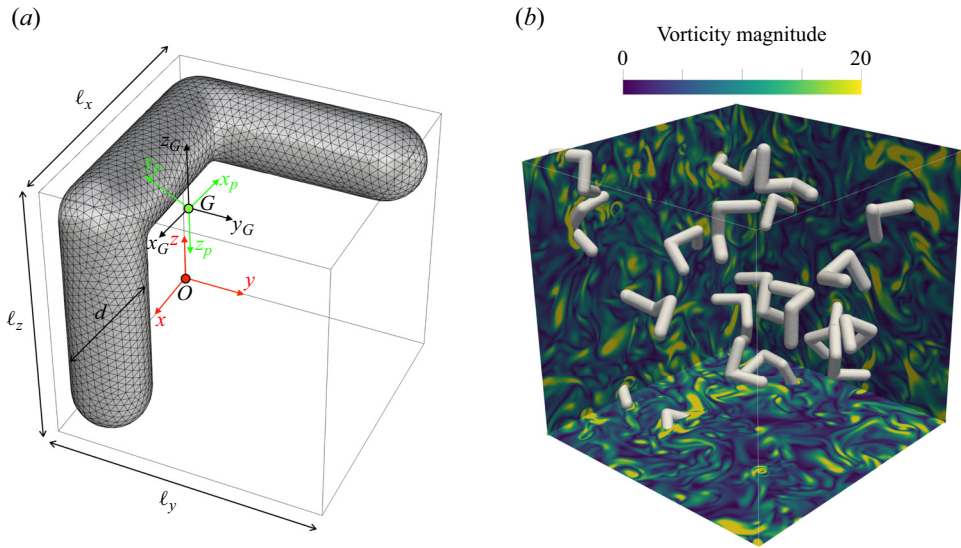 (a)
ℓx
zG
yp
xp
G
yG
xG
z
zp
O
y
x
d
ℓz
ℓy
(b)
Vorticity magnitude
0 20